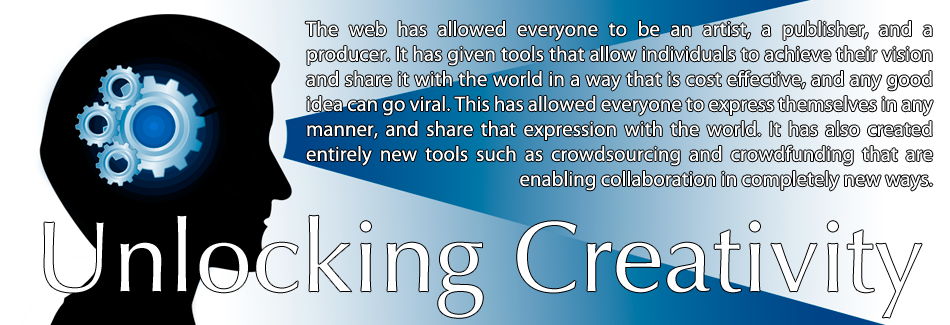 The web has allowed everyone to be an artist, a publisher, and a
producer. It has given tools that allow individuals to achieve their vision
and share it with the world in a way that is cost effective, and any good
idea can go viral. This has allowed everyone to express themselves in any
manner, and share that expression with the world. It has also created
entirely new tools such as crowdsourcing and crowdfunding that are
enabling collaboration in completely new ways.
Unlocking Creativity